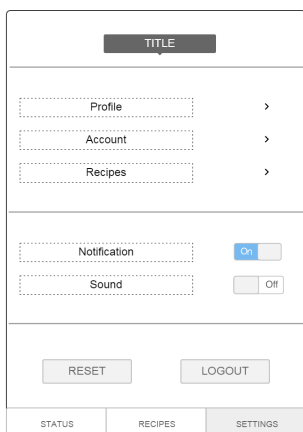 TITLE
Profile >
Account >
Recipes >
Notification On
Sound Off
RESET LOGOUT
STATUS RECIPES SETTINGS